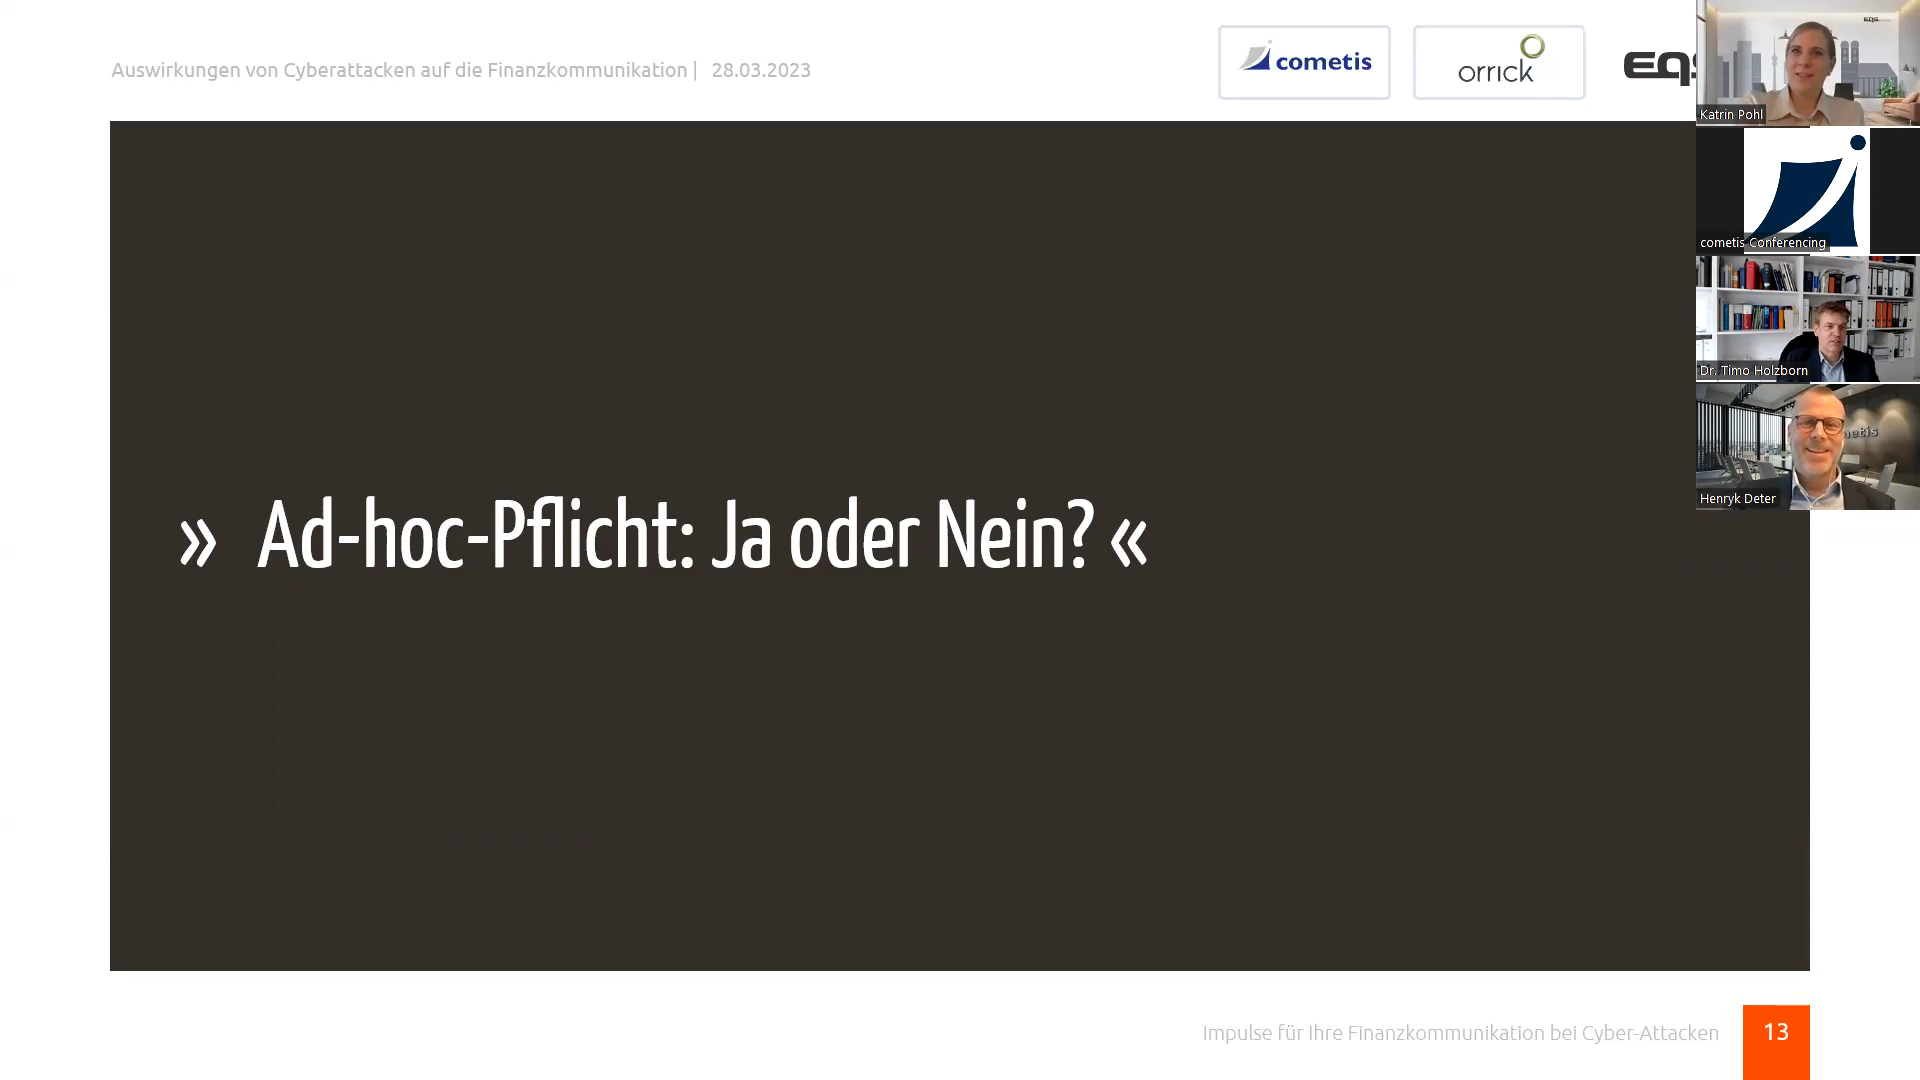 Auswirkungen von Cyberattacken auf die Finanzkommunikation | 28.03.2023
cometis
orrick
EQS
Katrin Pohl
cometis Conferencing
Dr. Timo Holzborn
metis
Henryk Deter
» Ad-hoc-Pflicht: Ja oder Nein? «
Impulse für Ihre Finanzkommunikation bei Cyber-Attacken
13